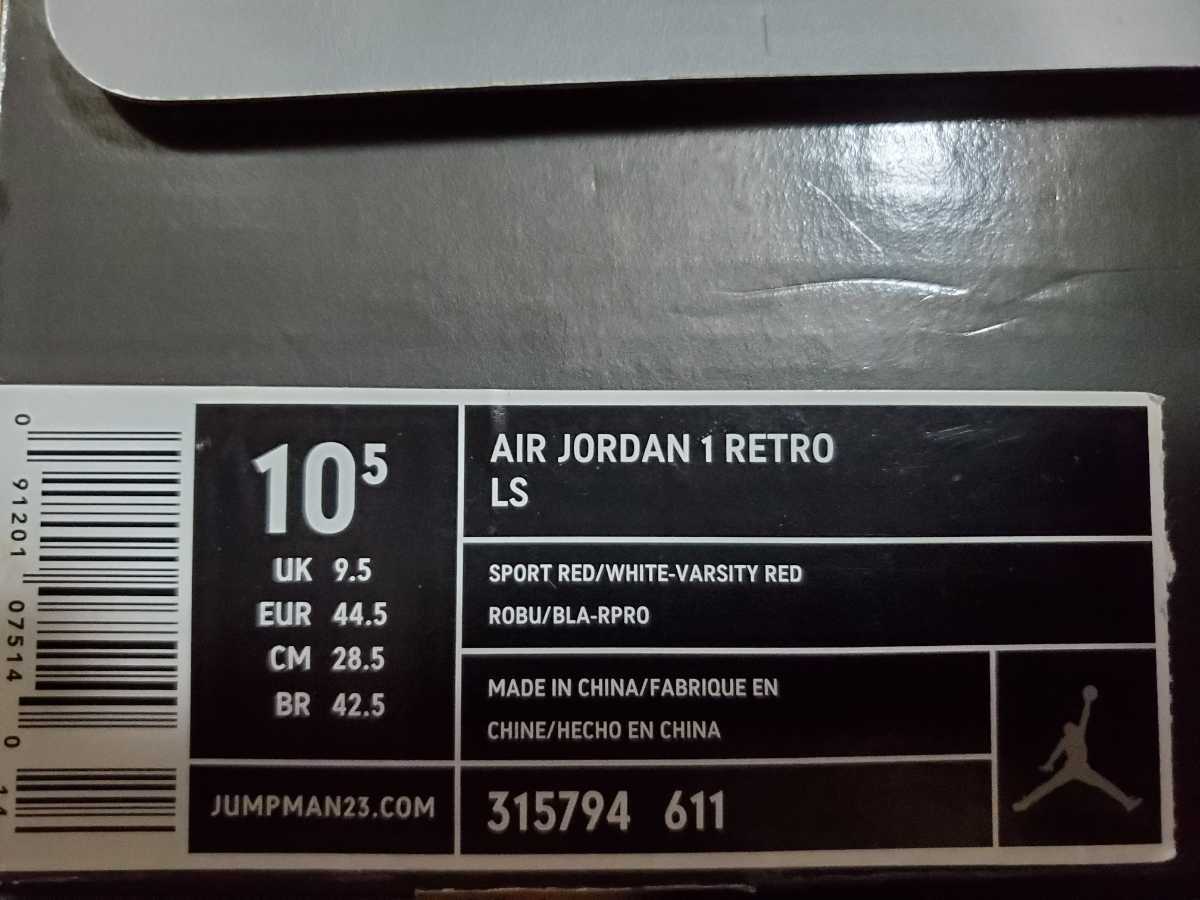 0 91201 07514 0
14
10⁵
UK 9.5
EUR 44.5
CM 28.5
BR 42.5
JUMPMAN23.COM
AIR JORDAN 1 RETRO
LS
SPORT RED/WHITE-VARSITY RED
ROBU/BLA-RPRO
MADE IN CHINA/FABRIQUE EN
CHINE/HECHO EN CHINA
315794 611